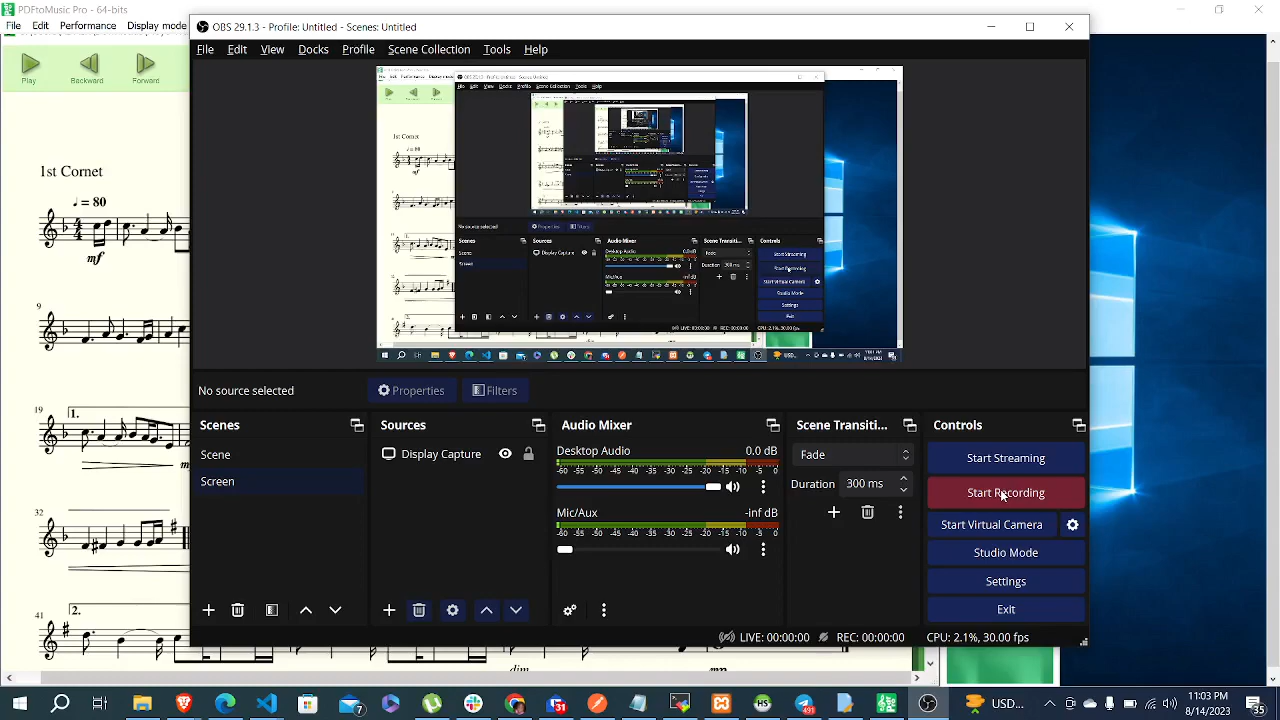 PDFtoMusic Pro - 64-bits
File Edit Performance Display mode
Play Backward Forward
1st Cornet
= 80
mf
9
19
1.
32
41
2.
dim
mp
OBS 29.1.3 - Profile: Untitled - Scenes: Untitled
File Edit View Docks Profile Scene Collection Tools Help
No source selected Properties Filters
Scenes
Scene
Screen
Sources
Display Capture
Audio Mixer
Desktop Audio 0.0 dB
-60 -55 -50 -45 -40 -35 -30 -25 -20 -15 -10 -5 0
Mic/Aux -inf dB
-60 -55 -50 -45 -40 -35 -30 -25 -20 -15 -10 -5 0
Scene Transiti...
Fade
Duration 300 ms
Controls
Start Streaming
Start Recording
Start Virtual Camera
Studio Mode
Settings
Exit
LIVE: 00:00:00 REC: 00:00:00 CPU: 2.1%, 30.00 fps
USD...
11:03 PM
8/14/2023